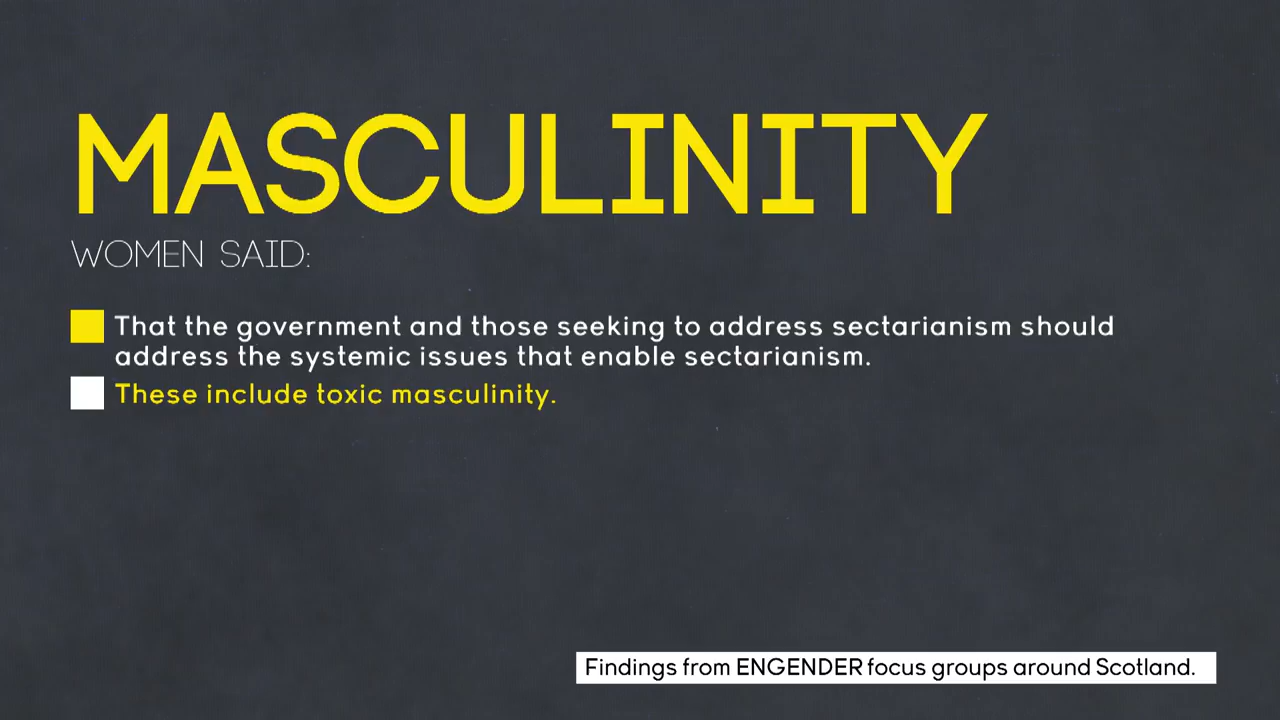 MASCULINITY
WOMEN SAID:
That the government and those seeking to address sectarianism should
address the systemic issues that enable sectarianism.
These include toxic masculinity.
Findings from ENGENDER focus groups around Scotland.